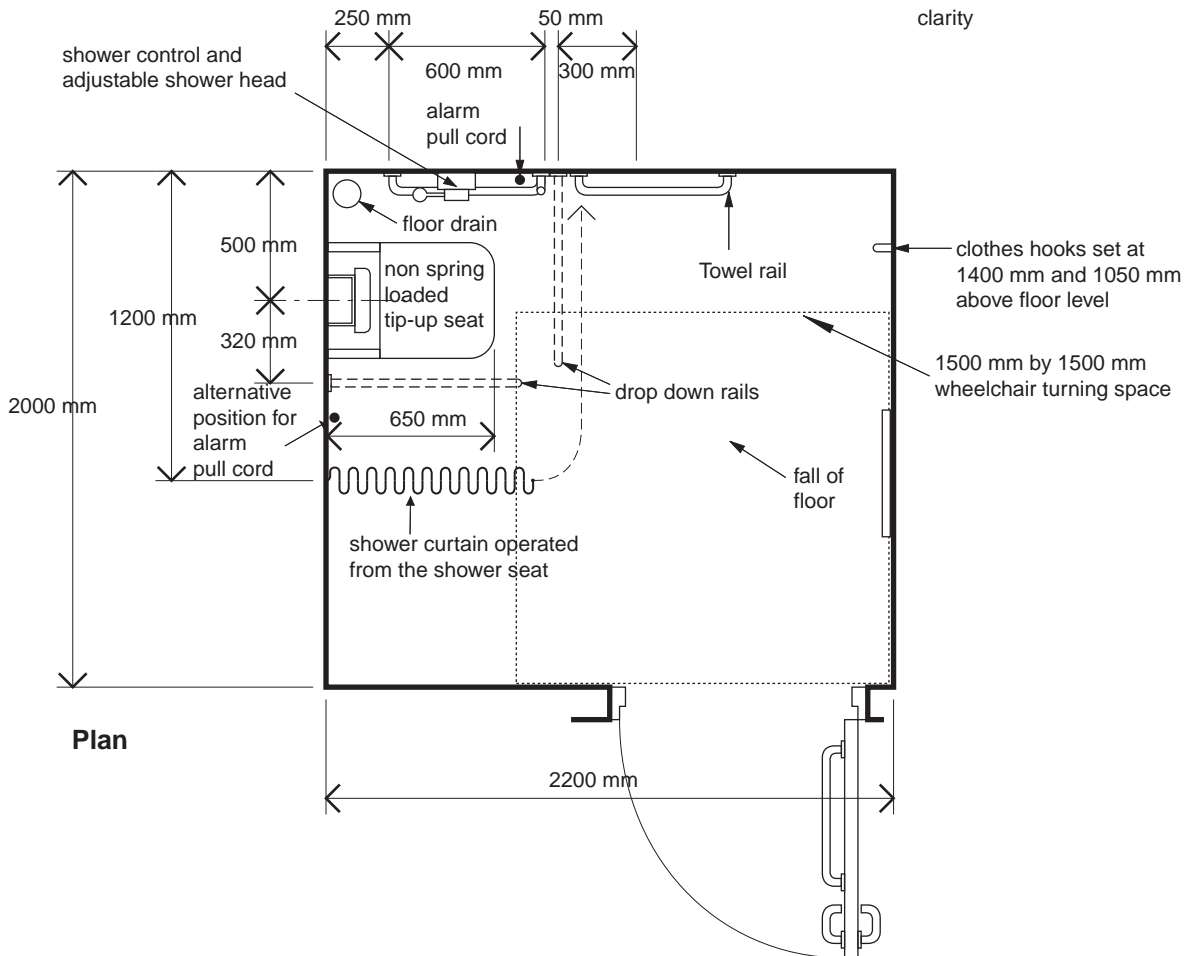 250 mm
50 mm
clarity
shower control and
adjustable shower head
600 mm
300 mm
alarm
pull cord
floor drain
500 mm
non spring
loaded
tip-up seat
Towel rail
clothes hooks set at
1400 mm and 1050 mm
above floor level
1200 mm
320 mm
1500 mm by 1500 mm
wheelchair turning space
2000 mm
alternative
position for
alarm
pull cord
drop down rails
650 mm
fall of
floor
shower curtain operated
from the shower seat
Plan
2200 mm